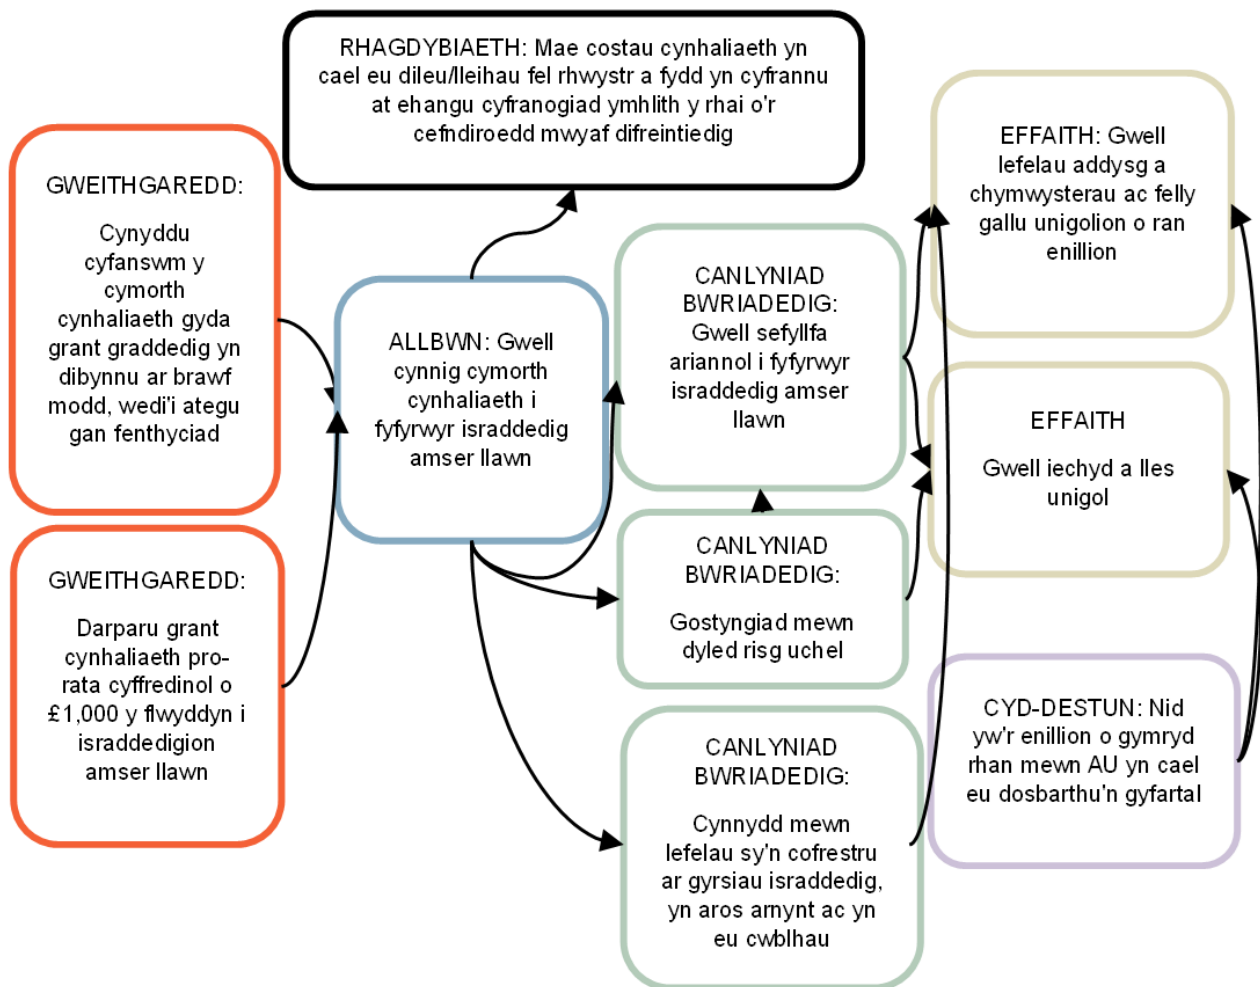 RHAGDYBIAETH: Mae costau cynhaliaeth yn
cael eu dileu/lleihau fel rhwystr a fydd yn cyfrannu
at ehangu cyfranogiad ymhlith y rhai o'r
cefndiroedd mwyaf difreintiedig
GWEITHGAREDD:
Cynyddu
cyfanswm y
cymorth
cynhaliaeth gyda
grant graddedig yn
dibynnu ar brawf
modd, wedi'i ategu
gan fenthyciad
GWEITHGAREDD:
Darparu grant
cynhaliaeth pro-
rata cyffredinol o
£1,000 y flwyddyn i
israddedigion
amser llawn
ALLBWN: Gwell
cynnig cymorth
cynhaliaeth i
fyfyrwyr israddedig
amser llawn
CANLYNIAD
BWRIADEDIG:
Gwell sefyllfa
ariannol i fyfyrwyr
israddedig amser
llawn
CANLYNIAD
BWRIADEDIG:
Gostyngiad mewn
dyled risg uchel
CANLYNIAD
BWRIADEDIG:
Cynnydd mewn
lefelau sy'n cofrestru
ar gyrsiau israddedig,
yn aros arnynt ac yn
eu cwblhau
EFFAITH: Gwell
lefelau addysg a
chymwysterau ac felly
gallu unigolion o ran
enillion
EFFAITH
Gwell iechyd a lles
unigol
CYD-DESTUN: Nid
yw'r enillion o gymryd
rhan mewn AU yn cael
eu dosbarthu'n gyfartal